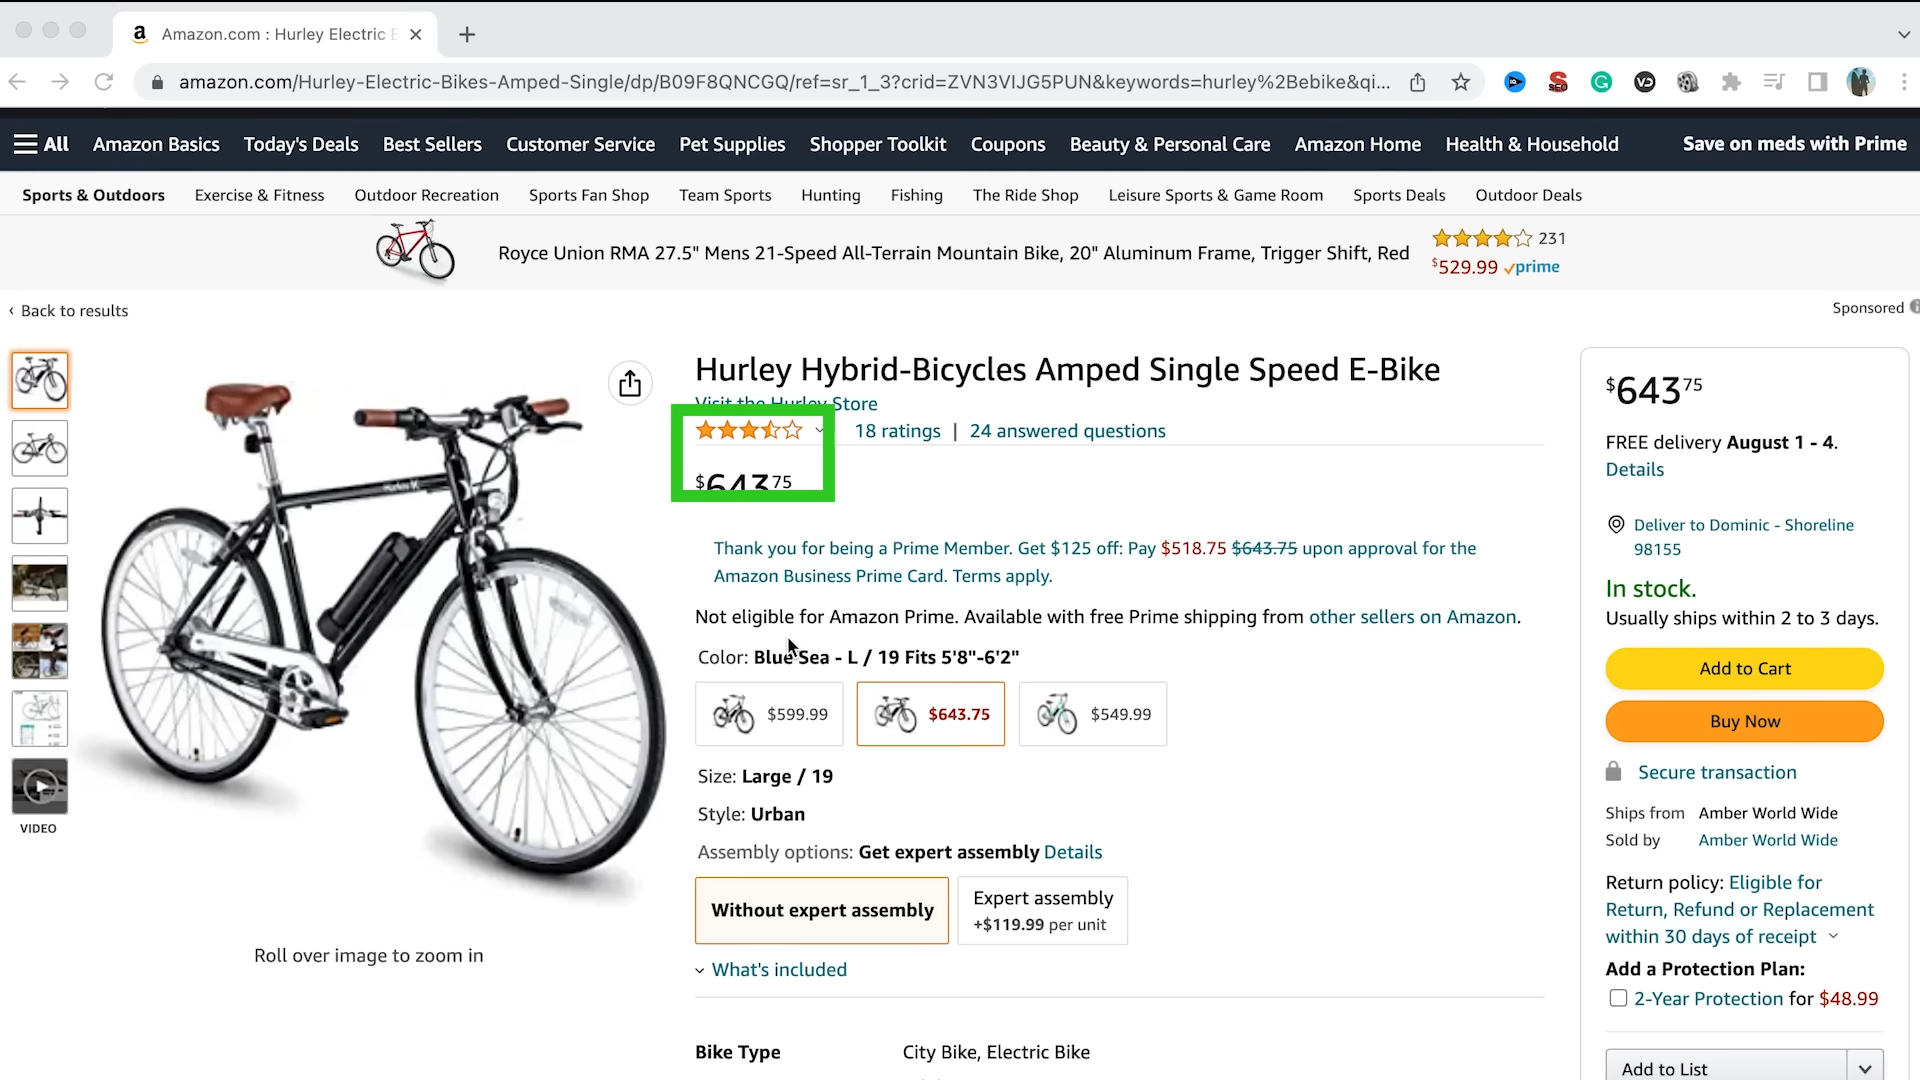 Amazon.com : Hurley Electric
amazon.com/Hurley-Electric-Bikes-Amped-Single/dp/B09F8QNCGQ/ref=sr_1_3?crid=ZVN3VIJG5PUN&keywords=hurley%2Bebike&qi...
All Amazon Basics Today's Deals Best Sellers Customer Service Pet Supplies Shopper Toolkit Coupons Beauty & Personal Care Amazon Home Health & Household Save on meds with Prime
Sports & Outdoors Exercise & Fitness Outdoor Recreation Sports Fan Shop Team Sports Hunting Fishing The Ride Shop Leisure Sports & Game Room Sports Deals Outdoor Deals
Royce Union RMA 27.5" Mens 21-Speed All-Terrain Mountain Bike, 20" Aluminum Frame, Trigger Shift, Red
231
$529.99 prime
‹ Back to results
Sponsored
VIDEO
Roll over image to zoom in
Hurley Hybrid-Bicycles Amped Single Speed E-Bike
Visit the Hurley Store
18 ratings | 24 answered questions
$643.75
Thank you for being a Prime Member. Get $125 off: Pay $518.75 $643.75 upon approval for the
Amazon Business Prime Card. Terms apply.
Not eligible for Amazon Prime. Available with free Prime shipping from other sellers on Amazon.
Color: Blue Sea - L / 19 Fits 5'8"-6'2"
$599.99 $643.75 $549.99
Size: Large / 19
Style: Urban
Assembly options: Get expert assembly Details
Without expert assembly
Expert assembly
+$119.99 per unit
What's included
Bike Type City Bike, Electric Bike
$643.75
FREE delivery August 1 - 4.
Details
Deliver to Dominic - Shoreline
98155
In stock.
Usually ships within 2 to 3 days.
Add to Cart
Buy Now
Secure transaction
Ships from Amber World Wide
Sold by Amber World Wide
Return policy: Eligible for
Return, Refund or Replacement
within 30 days of receipt
Add a Protection Plan:
2-Year Protection for $48.99
Add to List